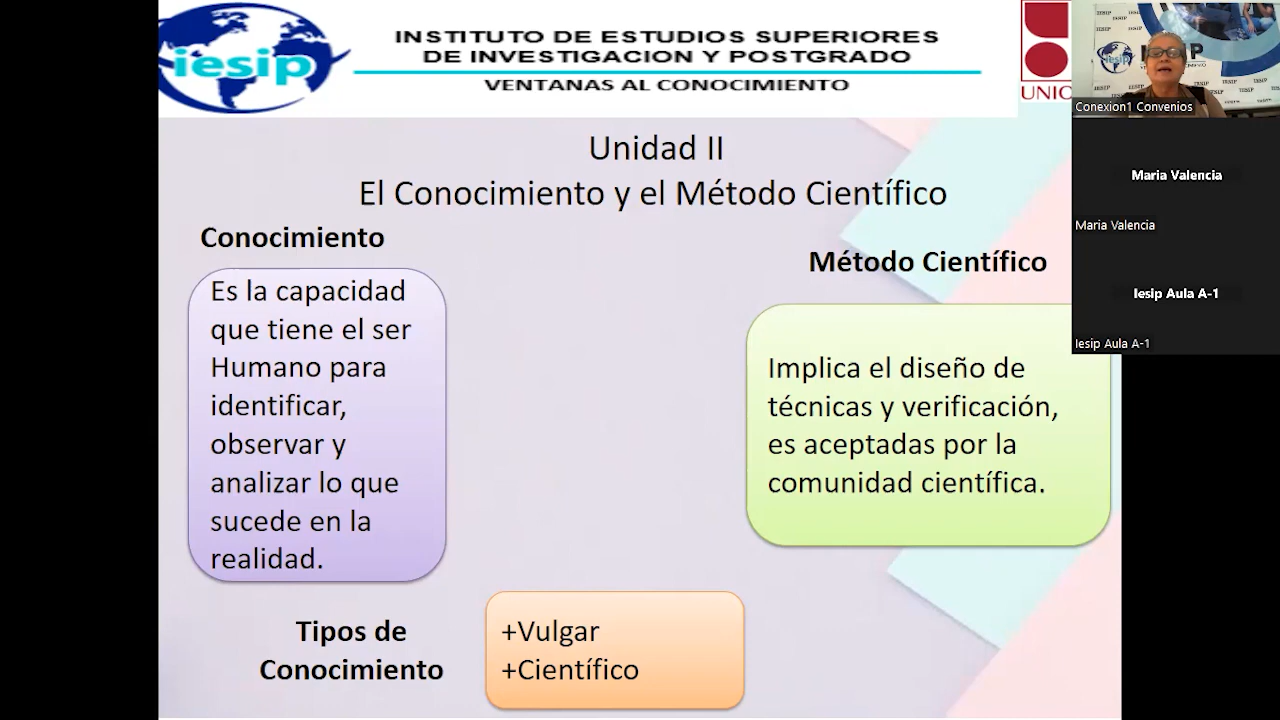 iesip
INSTITUTO DE ESTUDIOS SUPERIORES
DE INVESTIGACION Y POSTGRADO
VENTANAS AL CONOCIMIENTO
UNIC
Unidad II
El Conocimiento y el Método Científico
Conocimiento
Es la capacidad
que tiene el ser
Humano para
identificar,
observar y
analizar lo que
sucede en la
realidad.
Método Científico
Implica el diseño de
técnicas y verificación,
es aceptadas por la
comunidad científica.
Tipos de
Conocimiento
+Vulgar
+Científico
iesip
Conexion1 Convenios
Maria Valencia
Maria Valencia
Iesip Aula A-1
Iesip Aula A-1